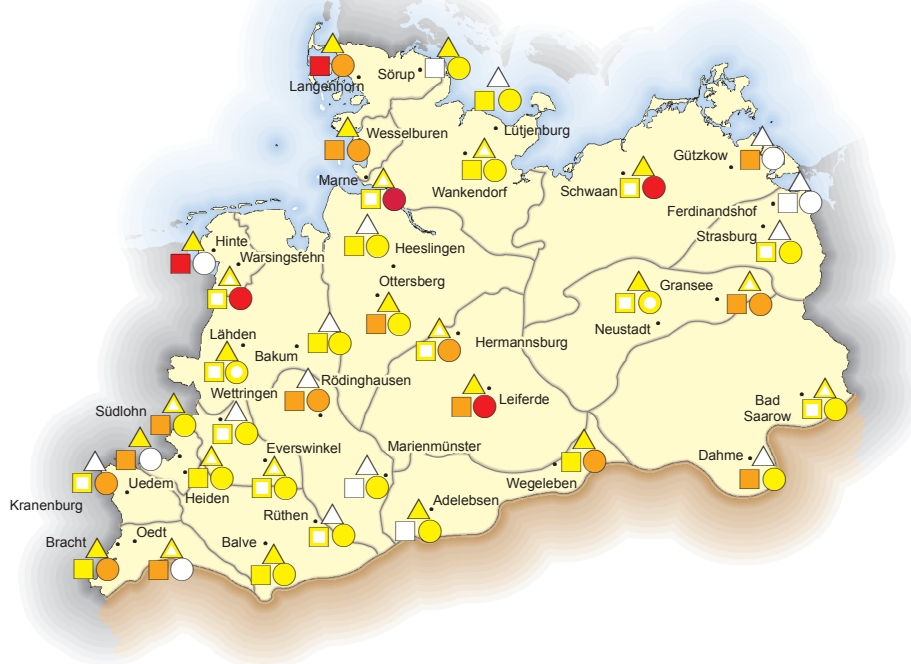 Sörup
Langenhorn
Wesselburen
Lütjenburg
Gützkow
Marne
Wankendorf
Schwaan
Ferdinandshof
Strasburg
Hinte
Heeslingen
Warsingsfehn
Ottersberg
Gransee
Neustadt
Lähden
Hermannsburg
Bakum
Rödinghausen
Wettringen
Leiferde
Bad
Saarow
Südlohn
Everswinkel
Marienmünster
Dahme
Uedem
Wegeleben
Heiden
Kranenburg
Adelebsen
Rüthen
Oedt
Bracht
Balve